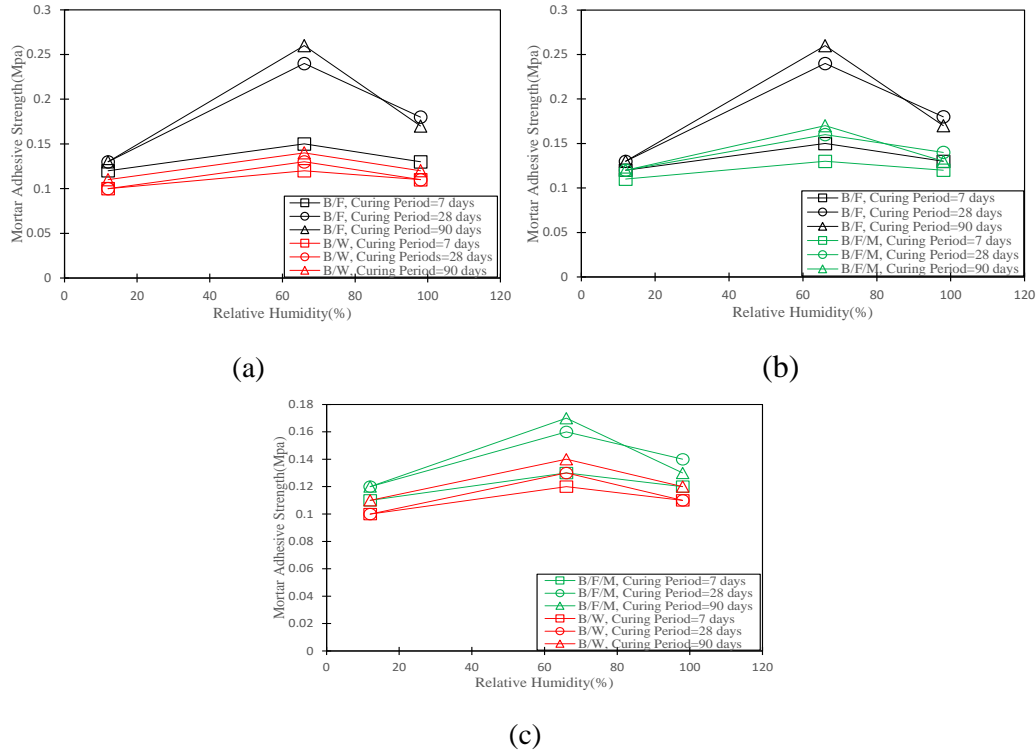 0.3
0.25
0.2
0.15
0.1
0.05
0
Mortar Adhesive Strength(Mpa)
B/F, Curing Period=7 days
B/F, Curing Period=28 days
B/F, Curing Period=90 days
B/W, Curing Period=7 days
B/W, Curing Periods=28 days
B/W, Curing Period=90 days
0 20 40 60 80 100 120
Relative Humidity(%)
(a)
0.3
0.25
0.2
0.15
0.1
0.05
0
Mortar Adhesive Strength(Mpa)
B/F, Curing Period=7 days
B/F, Curing Period=28 days
B/F, Curing Period=90 days
B/F/M, Curing Period=7 days
B/F/M, Curing Period=28 days
B/F/M, Curing Period=90 days
0 20 40 60 80 100 120
Relative Humidity(%)
(b)
0.18
0.16
0.14
0.12
0.1
0.08
0.06
0.04
0.02
0
Mortar Adhesive Strength(Mpa)
B/F/M, Curing Period=7 days
B/F/M, Curing Period=28 days
B/F/M, Curing Period=90 days
B/W, Curing Period=7 days
B/W, Curing Period=28 days
B/W, Curing Period=90 days
0 20 40 60 80 100 120
Relative Humidity(%)
(c)